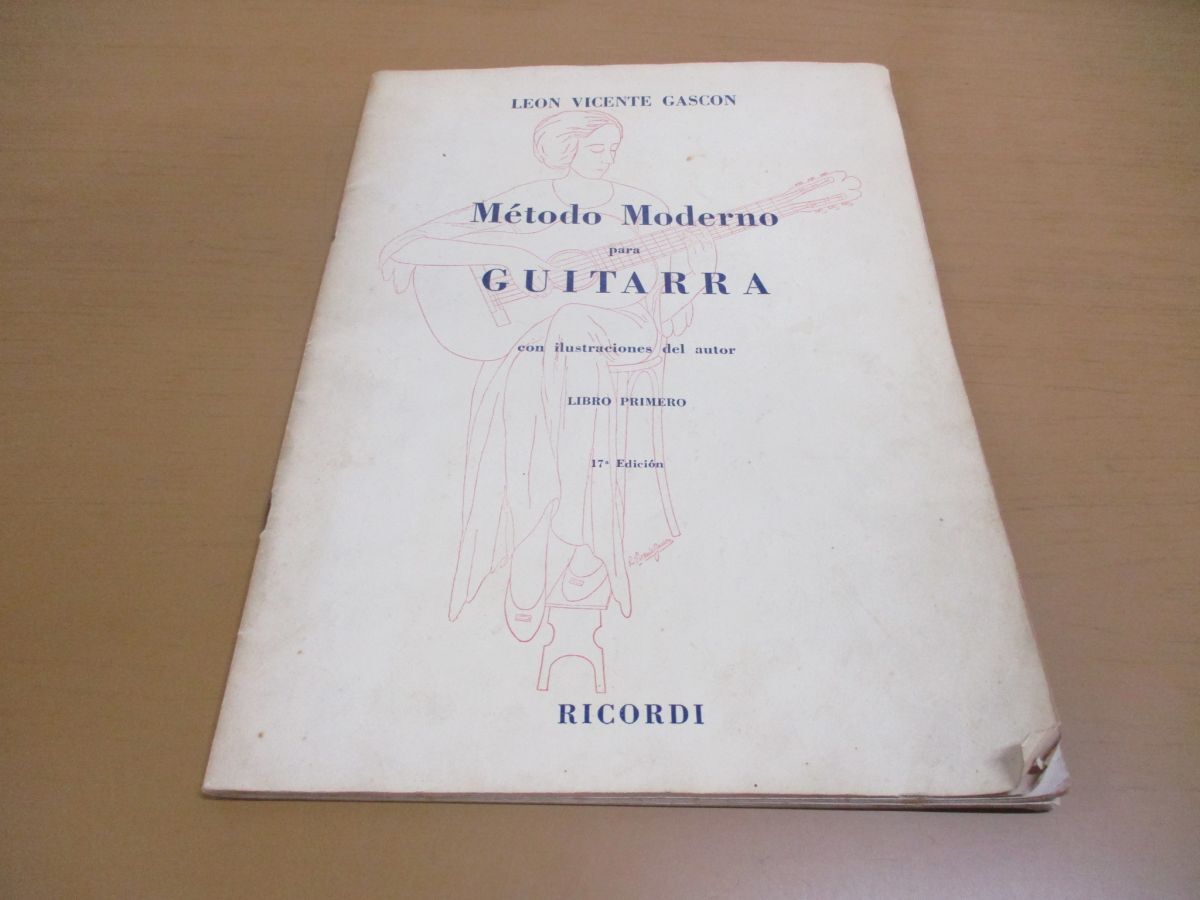 LEON VICENTE GASCON
Método Moderno
para
GUITARRA
con ilustraciones del autor
LIBRO PRIMERO
17ª Edición
RICORDI